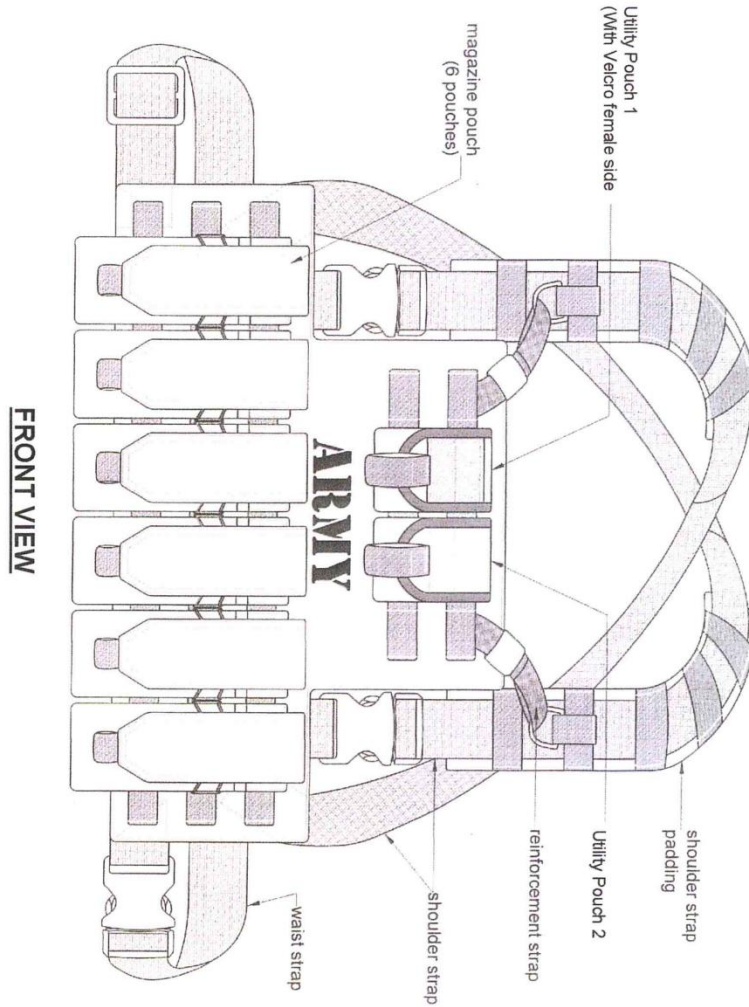 Utility Pouch 1
(With Velcro female side)
magazine pouch
(6 pouches)
shoulder strap
padding
Utility Pouch 2
reinforcement strap
shoulder strap
waist strap
ARMY
FRONT VIEW